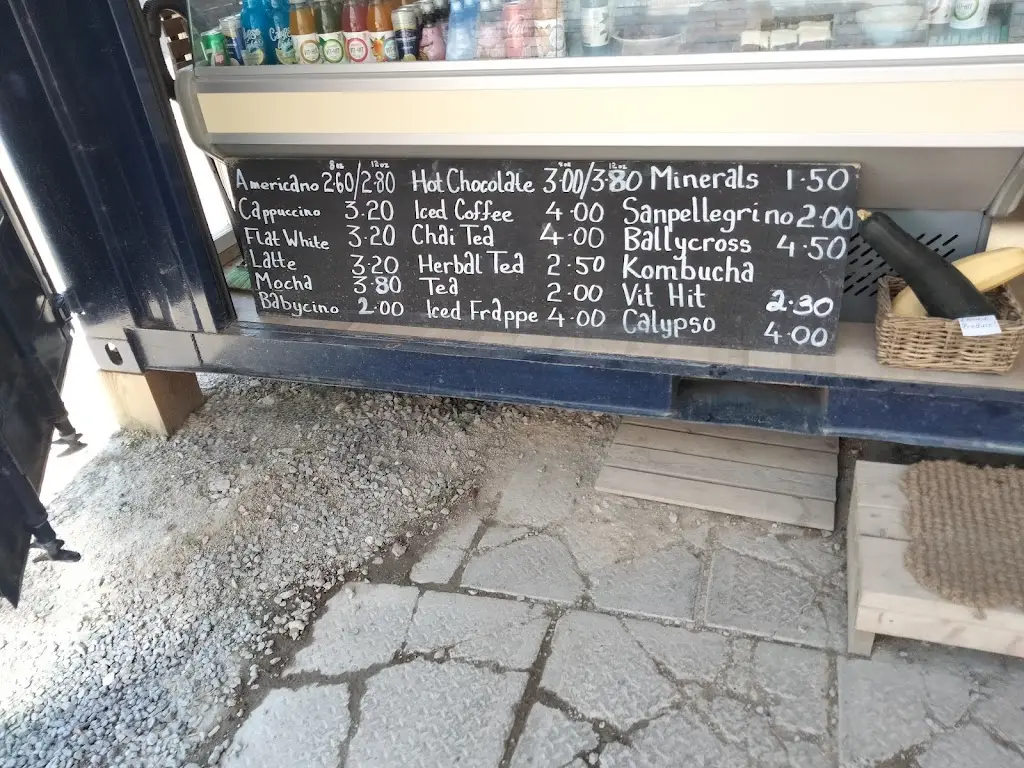 8oz 12oz
Americano 2.60/2.80
Cappuccino 3.20
Flat White 3.20
Latte 3.20
Mocha 3.80
Babycino 2.00
12oz
Hot Chocolate 3.00/3.80
Iced Coffee 4.00
Chai Tea 4.00
Herbal Tea 2.50
Tea 2.00
Iced Frappe 4.00
Minerals 1.50
Sanpellegrino 2.00
Ballycross 4.50
Kombucha
Vit Hit 2.30
Calypso 4.00